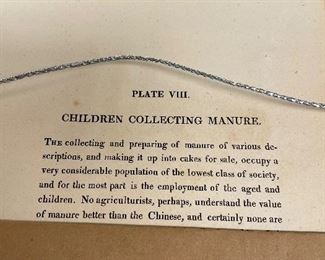 PLATE VIII.
CHILDREN COLLECTING MANURE.
THE collecting and preparing of manure of various de-
scriptions, and making it up into cakes for sale, occupy a
very considerable population of the lowest class of society,
and for the most part is the employment of the aged and
children. No agriculturists, perhaps, understand the value
of manure better than the Chinese, and certainly none are